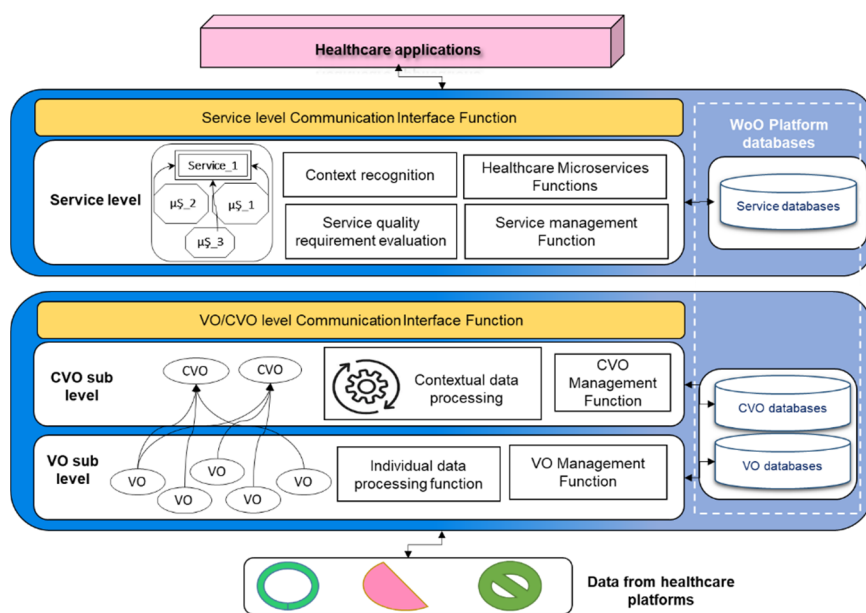 Healthcare applications
Service level Communication Interface Function
WoO Platform
databases
Service level
Service_1
µŞ_2
µŞ_1
µŞ_3
Context recognition
Healthcare Microservices
Functions
Service quality
requirement evaluation
Service management
Function
Service databases
VO/CVO level Communication Interface Function
CVO sub
level
CVO
CVO
Contextual data
processing
CVO
Management
Function
CVO databases
VO sub
level
VO
VO
VO
VO
VO
Individual data
processing function
VO Management
Function
VO databases
Data from healthcare
platforms